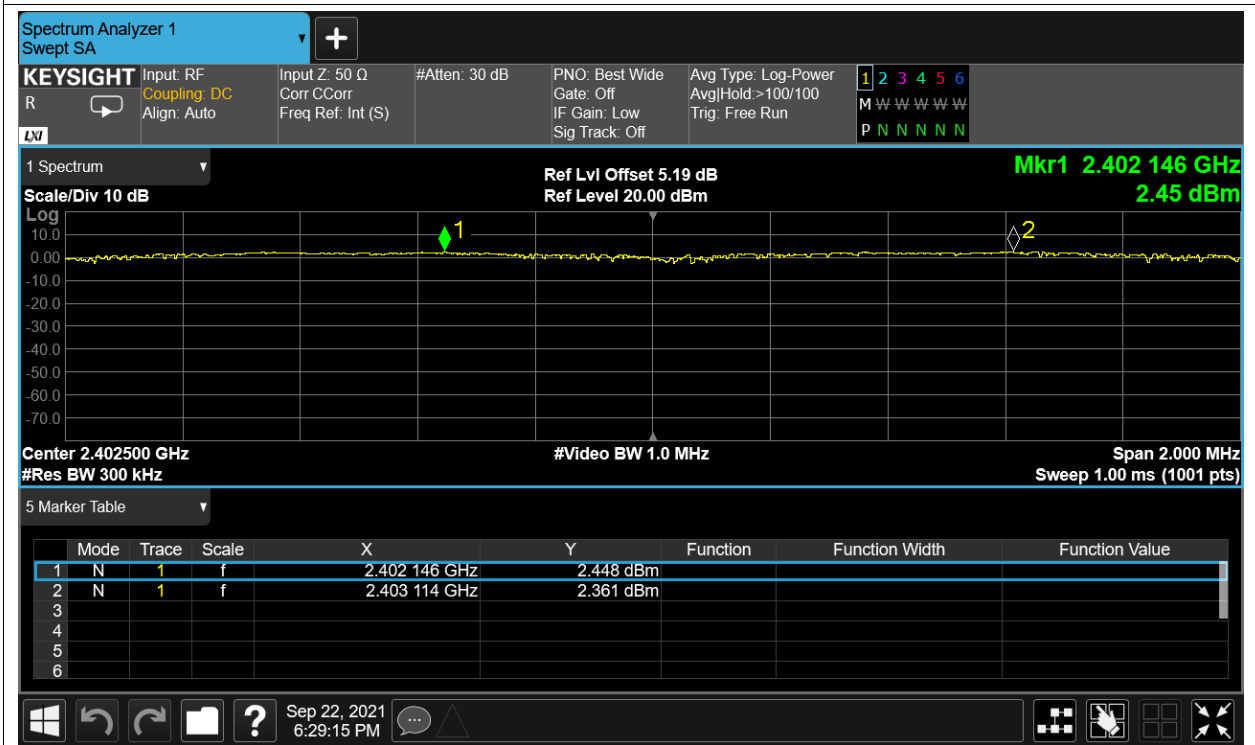 Spectrum Analyzer 1
Swept SA
KEYSIGHT Input: RF Input Z: 50 Ω #Atten: 30 dB PNO: Best Wide Avg Type: Log-Power 1 2 3 4 5 6
R Coupling: DC Corr CCorr Gate: Off Avg|Hold:>100/100 M W W W W W
Align: Auto Freq Ref: Int (S) IF Gain: Low Trig: Free Run
LXI Sig Track: Off P N N N N N
1 Spectrum Ref Lvl Offset 5.19 dB Mkr1 2.402 146 GHz
Scale/Div 10 dB Ref Level 20.00 dBm 2.45 dBm
Log
10.0 1 2
0.00
-10.0
-20.0
-30.0
-40.0
-50.0
-60.0
-70.0
Center 2.402500 GHz #Video BW 1.0 MHz Span 2.000 MHz
#Res BW 300 kHz Sweep 1.00 ms (1001 pts)
5 Marker Table
Mode Trace Scale X Y Function Function Width Function Value
1 N 1 f 2.402 146 GHz 2.448 dBm
2 N 1 f 2.403 114 GHz 2.361 dBm
3
4
5
6
? Sep 22, 2021
6:29:15 PM